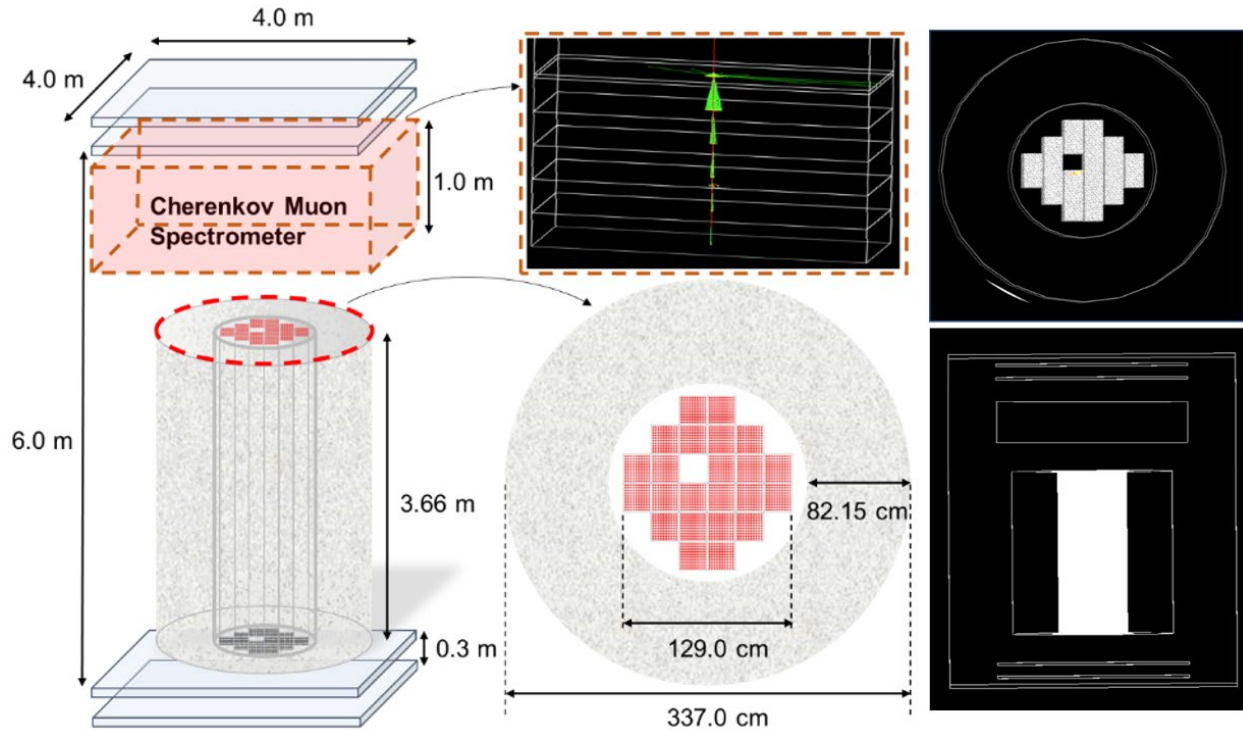 4.0 m
4.0 m
1.0 m
Cherenkov Muon
Spectrometer
6.0 m
3.66 m
0.3 m
82.15 cm
129.0 cm
337.0 cm